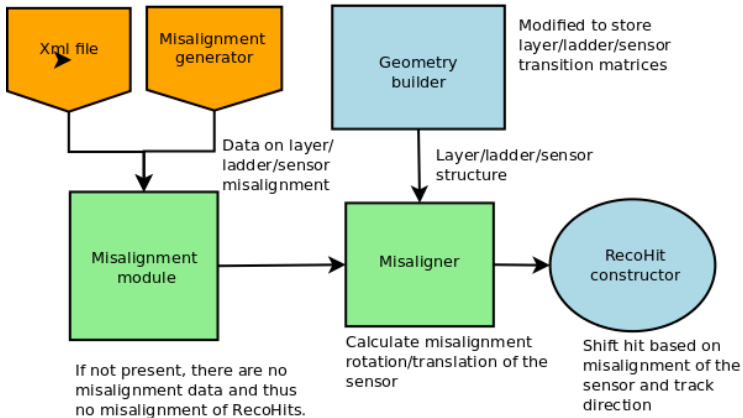 Xml file
Misalignment
generator
Geometry
builder
Modified to store
layer/ladder/sensor
transition matrices
Data on layer/
ladder/sensor
misalignment
Layer/ladder/sensor
structure
Misalignment
module
Misaligner
RecoHit
constructor
If not present, there are no
misalignment data and thus
no misalignment of RecoHits.
Calculate misalignment
rotation/translation of the
sensor
Shift hit based on
misalignment of the
sensor and track
direction